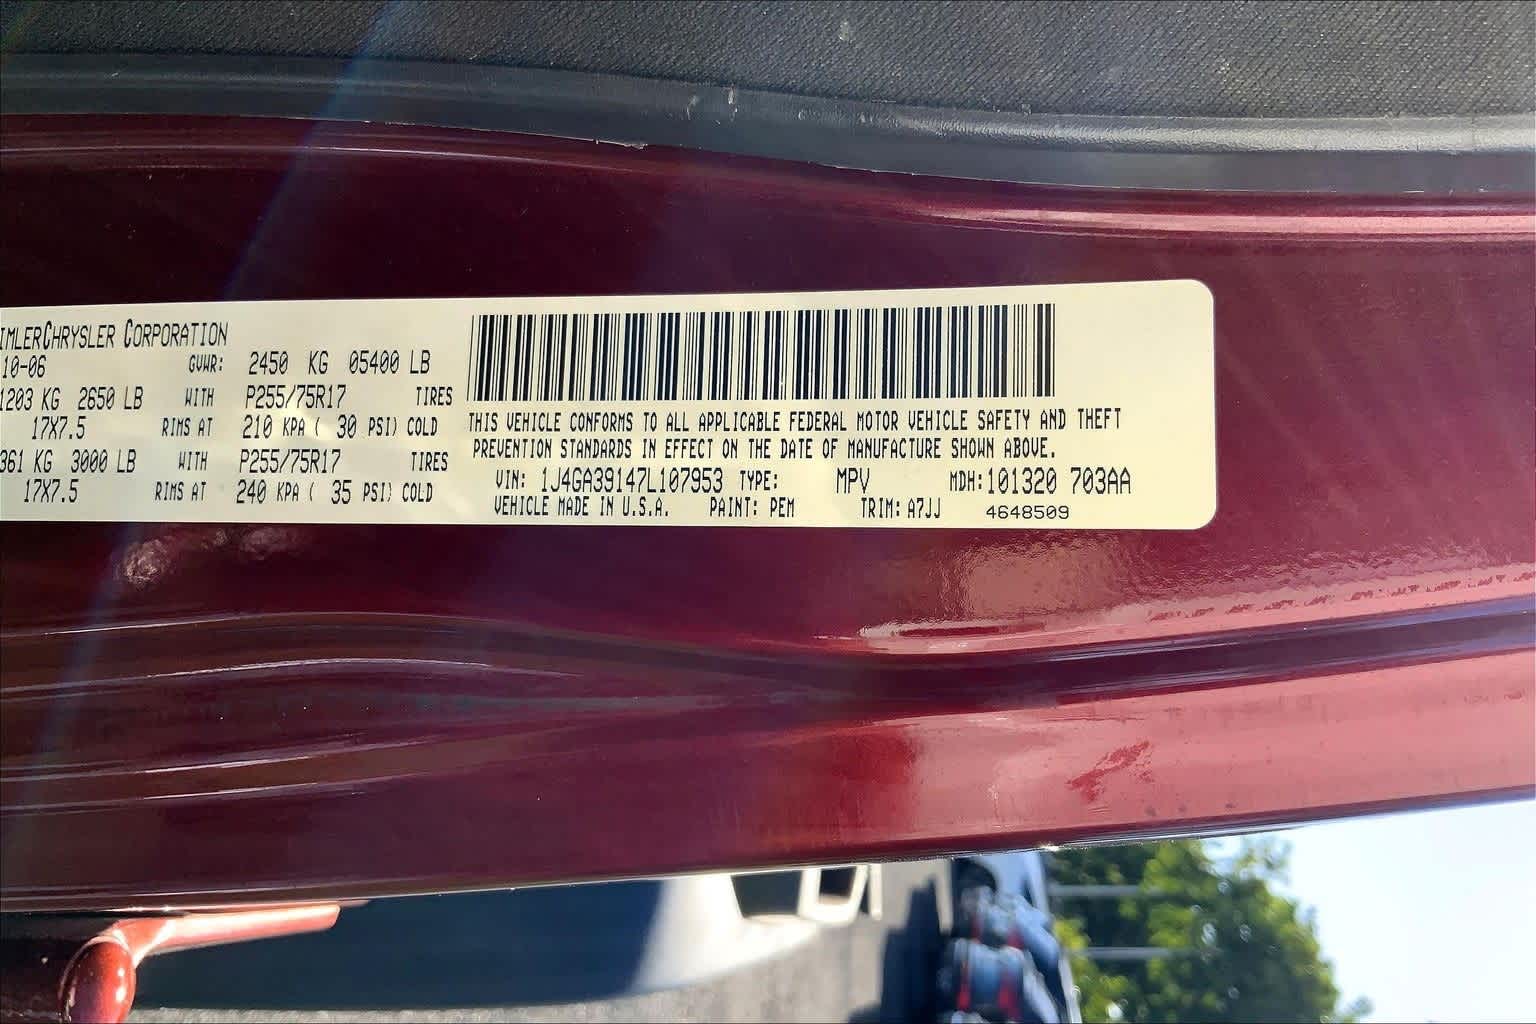 IMLERCHRYSLER CORPORATION
10-06 GVWR: 2450 KG 05400 LB
1203 KG 2650 LB WITH P255/75R17 TIRES
17X7.5 RIMS AT 210 KPA ( 30 PSI) COLD
361 KG 3000 LB WITH P255/75R17 TIRES
17X7.5 RIMS AT 240 KPA ( 35 PSI) COLD
THIS VEHICLE CONFORMS TO ALL APPLICABLE FEDERAL MOTOR VEHICLE SAFETY AND THEFT
PREVENTION STANDARDS IN EFFECT ON THE DATE OF MANUFACTURE SHOWN ABOVE.
VIN: 1J4GA39147L107953 TYPE: MPV MDH:101320 703AA
VEHICLE MADE IN U.S.A. PAINT: PEM TRIM: A7JJ 4648509